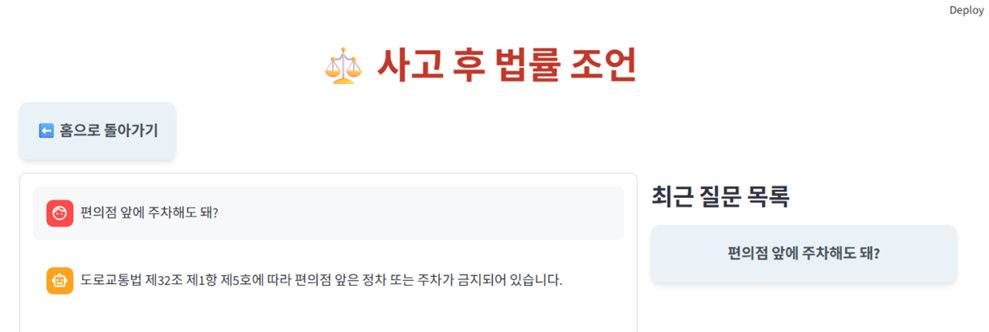 Deploy
⚖️ 사고 후 법률 조언
⬅️ 홈으로 돌아가기
편의점 앞에 주차해도 돼?
도로교통법 제32조 제1항 제5호에 따라 편의점 앞은 정차 또는 주차가 금지되어 있습니다.
최근 질문 목록
편의점 앞에 주차해도 돼?